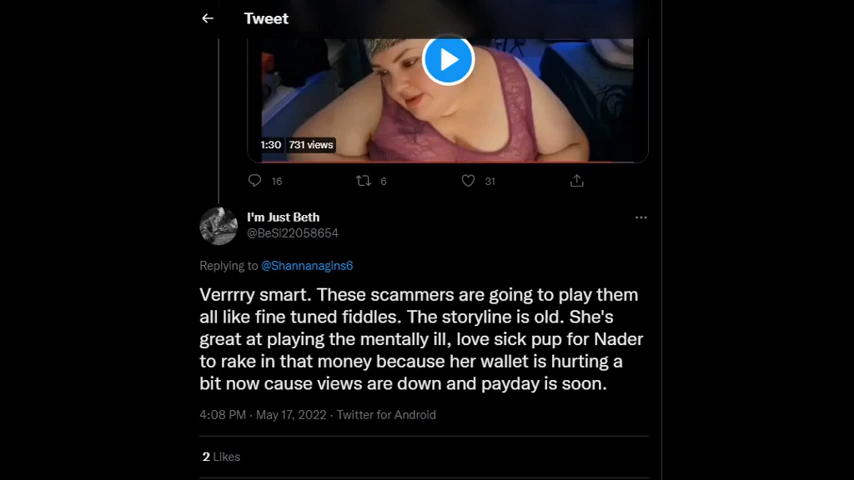 Tweet
1:30 731 views
16 6 31
I'm Just Beth
@BeSi22058654
Replying to @Shannanagins6
Verrrry smart. These scammers are going to play them
all like fine tuned fiddles. The storyline is old. She's
great at playing the mentally ill, love sick pup for Nader
to rake in that money because her wallet is hurting a
bit now cause views are down and payday is soon.
4:08 PM · May 17, 2022 · Twitter for Android
2 Likes